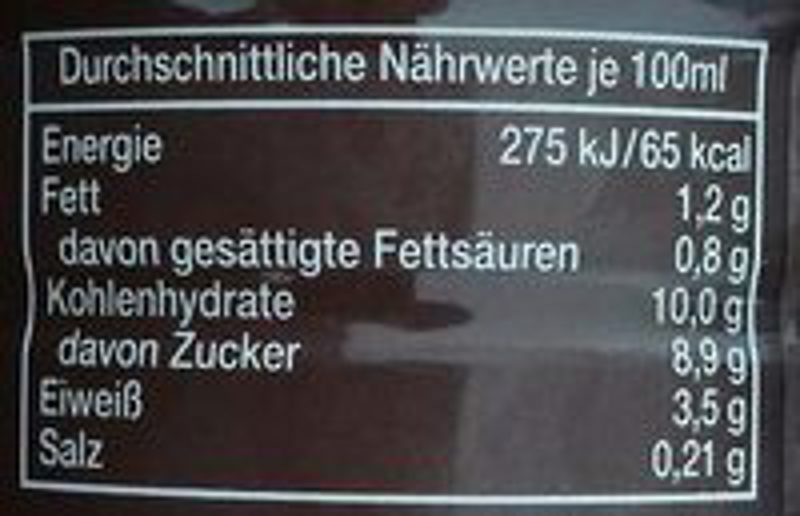 Durchschnittliche Nährwerte je 100ml
Energie 275 kJ/65 kcal
Fett 1,2 g
davon gesättigte Fettsäuren 0,8 g
Kohlenhydrate 10,0 g
davon Zucker 8,9 g
Eiweiß 3,5 g
Salz 0,21 g